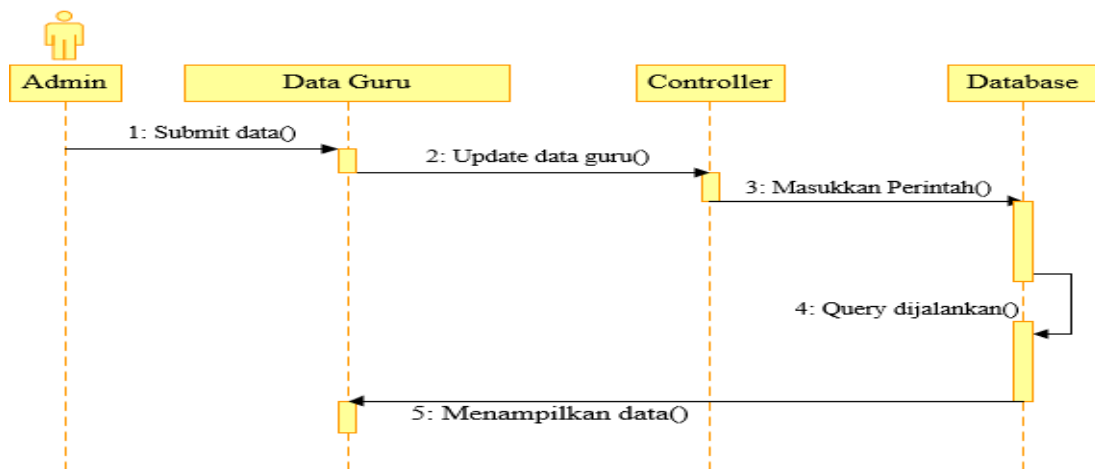 Admin
Data Guru
Controller
Database
1: Submit data()
2: Update data guru()
3: Masukkan Perintah()
4: Query dijalankan()
5: Menampilkan data()